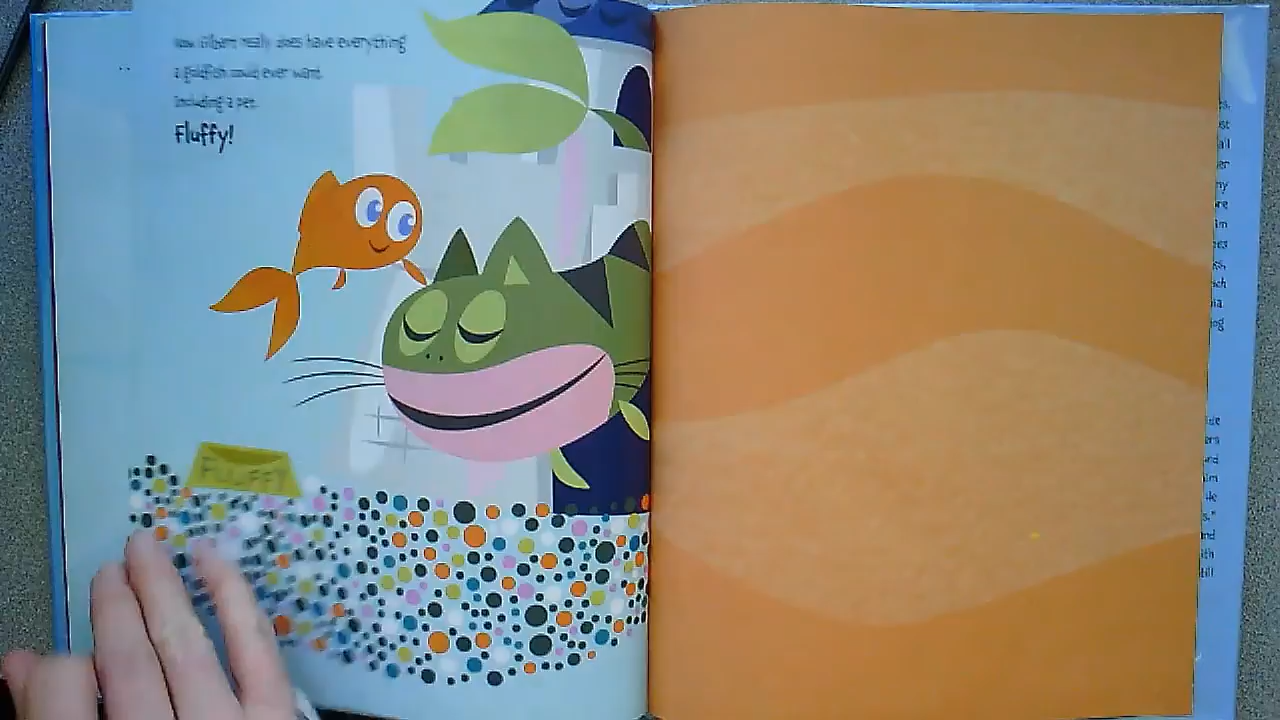 Now Gilbert really does have everything
a goldfish could ever want.
Including a pet.
Fluffy!
FLUFFY